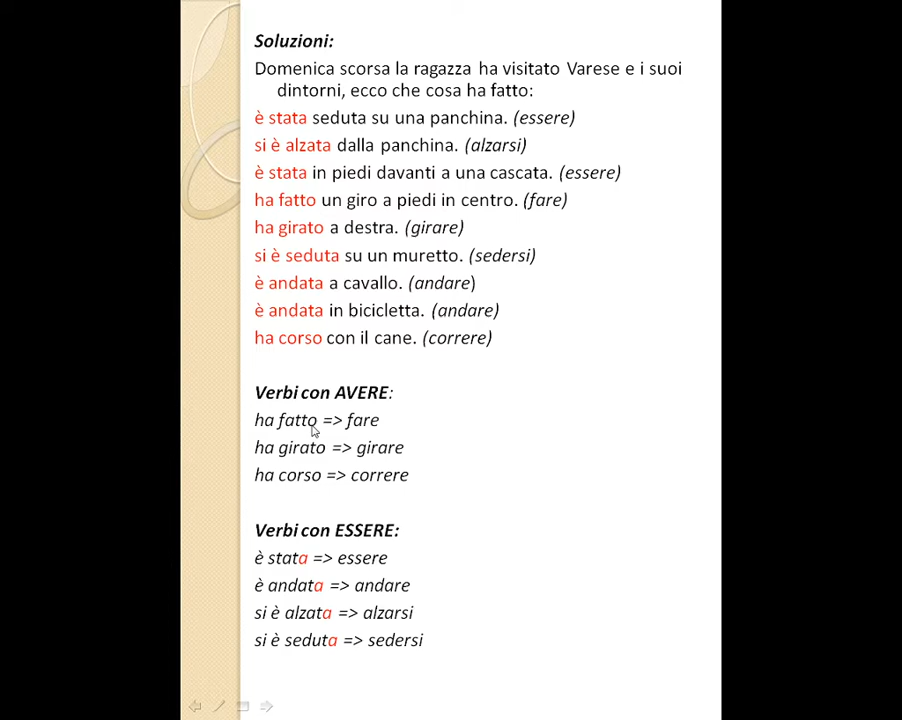 Soluzioni:
Domenica scorsa la ragazza ha visitato Varese e i suoi
dintorni, ecco che cosa ha fatto:
è stata seduta su una panchina. (essere)
si è alzata dalla panchina. (alzarsi)
è stata in piedi davanti a una cascata. (essere)
ha fatto un giro a piedi in centro. (fare)
ha girato a destra. (girare)
si è seduta su un muretto. (sedersi)
è andata a cavallo. (andare)
è andata in bicicletta. (andare)
ha corso con il cane. (correre)
Verbi con AVERE:
ha fatto => fare
ha girato => girare
ha corso => correre
Verbi con ESSERE:
è stata => essere
è andata => andare
si è alzata => alzarsi
si è seduta => sedersi